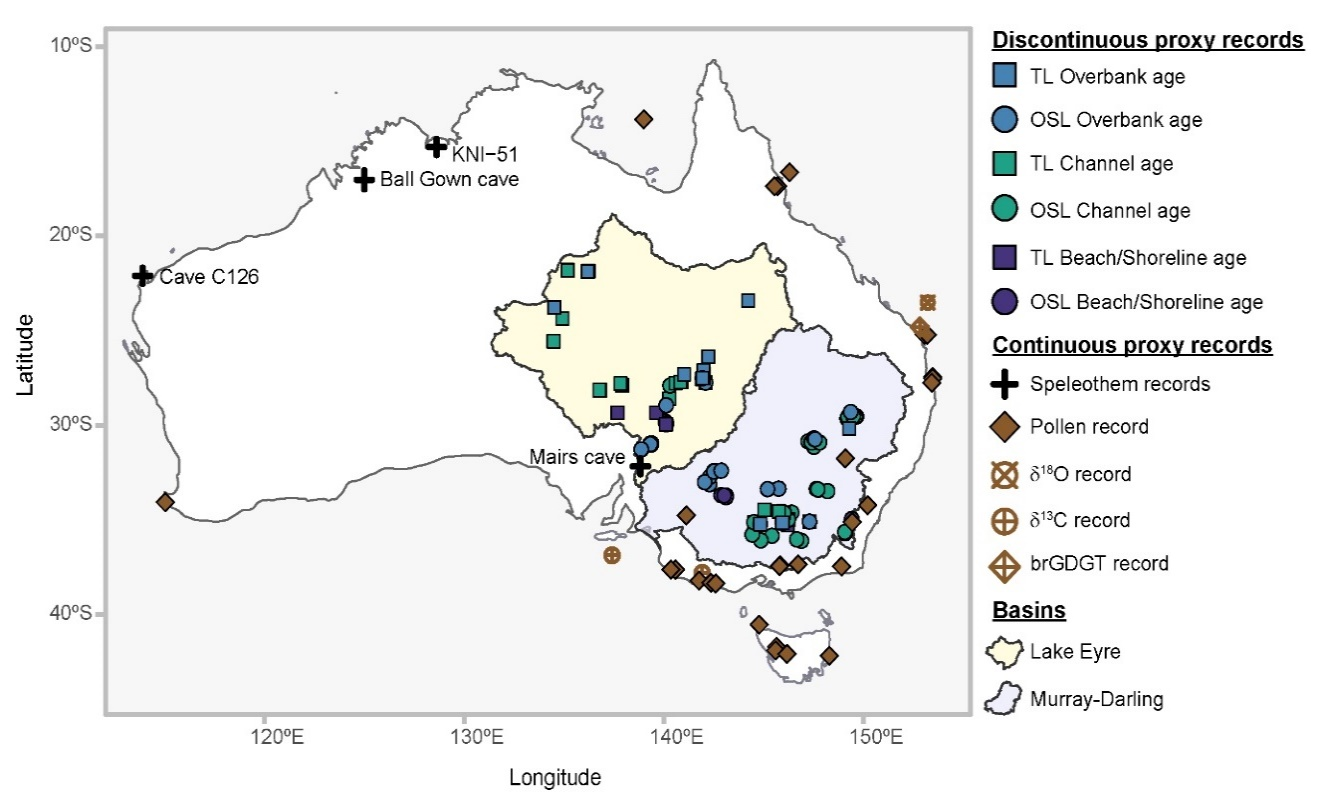 10ºS
20ºS
30ºS
40ºS
Latitude
120ºE
130ºE
140ºE
150ºE
Longitude
KNI−51
Ball Gown cave
Cave C126
Mairs cave
Discontinuous proxy records
TL Overbank age
OSL Overbank age
TL Channel age
OSL Channel age
TL Beach/Shoreline age
OSL Beach/Shoreline age
Continuous proxy records
Speleothem records
Pollen record
δ¹⁸O record
δ¹³C record
brGDGT record
Basins
Lake Eyre
Murray-Darling